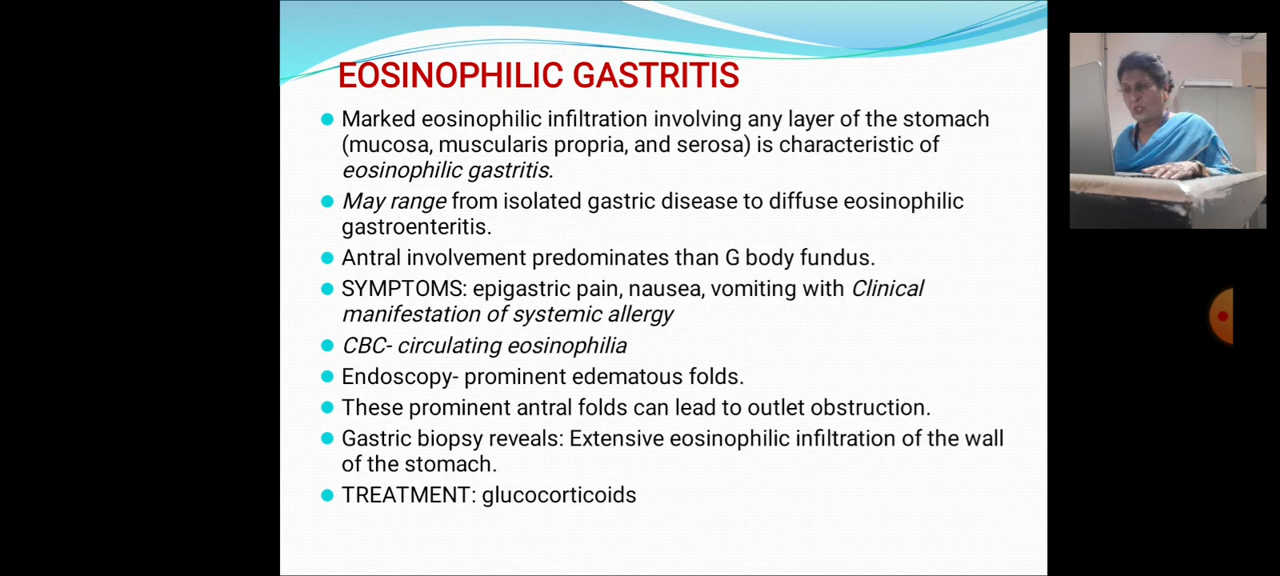 EOSINOPHILIC GASTRITIS
Marked eosinophilic infiltration involving any layer of the stomach
(mucosa, muscularis propria, and serosa) is characteristic of
eosinophilic gastritis.
May range from isolated gastric disease to diffuse eosinophilic
gastroenteritis.
Antral involvement predominates than G body fundus.
SYMPTOMS: epigastric pain, nausea, vomiting with Clinical
manifestation of systemic allergy
CBC- circulating eosinophilia
Endoscopy- prominent edematous folds.
These prominent antral folds can lead to outlet obstruction.
Gastric biopsy reveals: Extensive eosinophilic infiltration of the wall
of the stomach.
TREATMENT: glucocorticoids